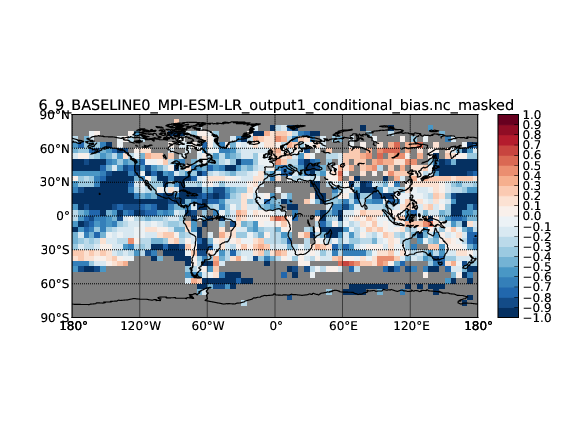 6_9_BASELINE0_MPI-ESM-LR_output1_conditional_bias.nc_masked
90°N
60°N
30°N
0°
30°S
60°S
90°S
180° 120°W 60°W 0° 60°E 120°E 180°
1.0
0.9
0.8
0.7
0.6
0.5
0.4
0.3
0.2
0.1
0.0
−0.1
−0.2
−0.3
−0.4
−0.5
−0.6
−0.7
−0.8
−0.9
−1.0